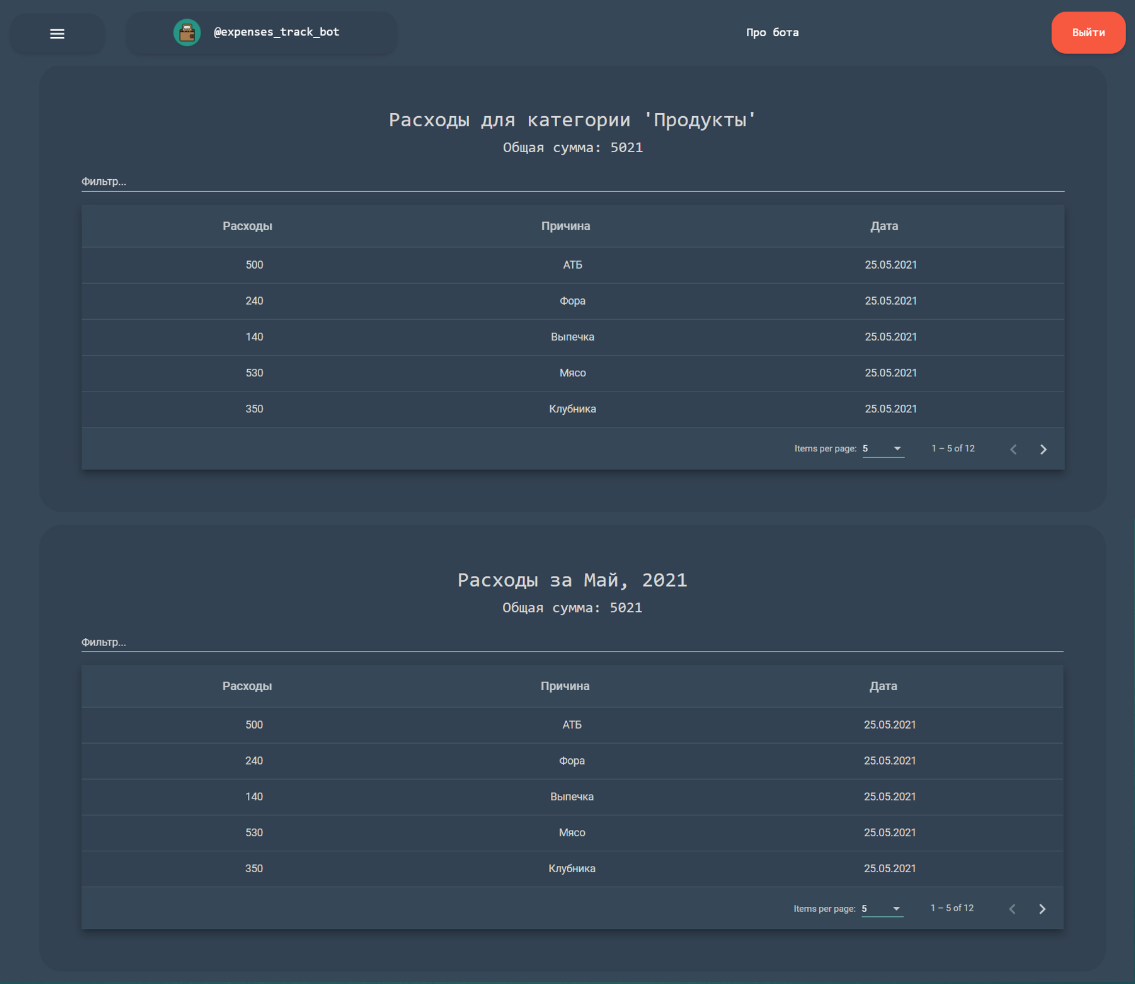 @expenses_track_bot Про бота Выйти
Расходы для категории 'Продукты'
Общая сумма: 5021
Фильтр...
Расходы Причина Дата
500 АТБ 25.05.2021
240 Фора 25.05.2021
140 Выпечка 25.05.2021
530 Мясо 25.05.2021
350 Клубника 25.05.2021
Items per page: 5 1 – 5 of 12
Расходы за Май, 2021
Общая сумма: 5021
Фильтр...
Расходы Причина Дата
500 АТБ 25.05.2021
240 Фора 25.05.2021
140 Выпечка 25.05.2021
530 Мясо 25.05.2021
350 Клубника 25.05.2021
Items per page: 5 1 – 5 of 12